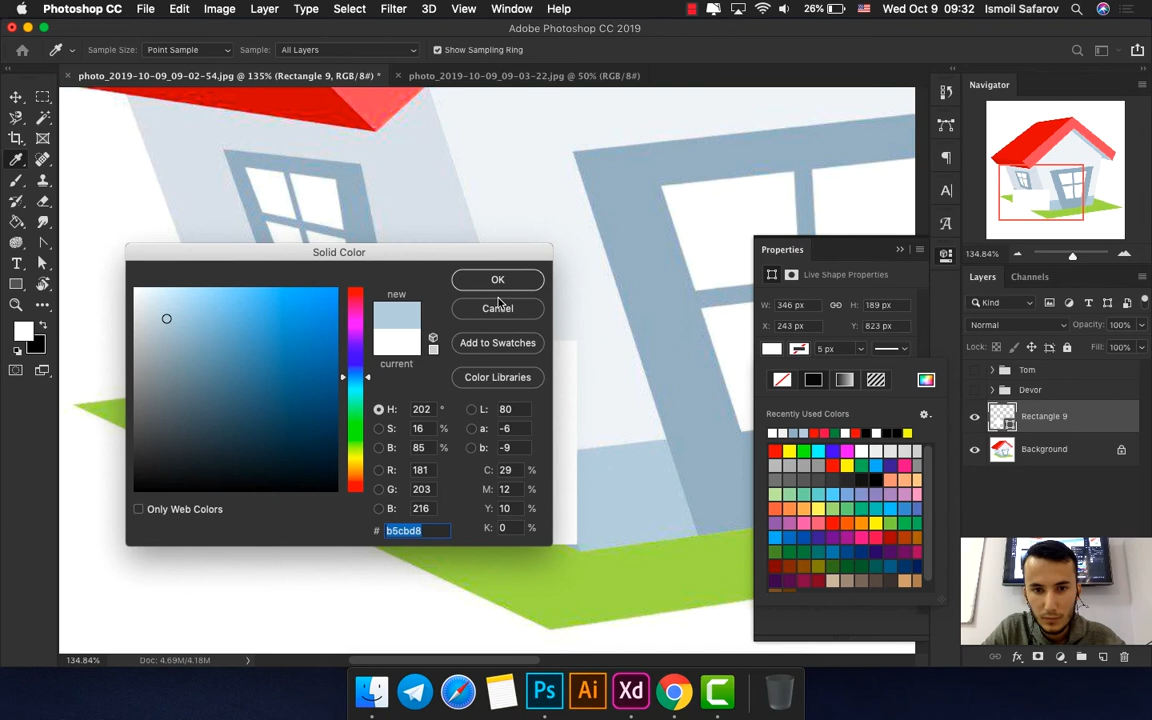 Adobe Photoshop CC File Edit Image Layer Type Select Filter 3D View Window Help 26% Wed Oct 9 09:32 Ismoil Safarov
Adobe Photoshop CC 2019
Sample Size: Point Sample Sample: All Layers Show Sampling Ring
photo_2019-10-09_09-02-54.jpg @ 135% (Rectangle 9, RGB/8#) * photo_2019-10-09_09-03-22.jpg @ 50% (RGB/8#)
Navigator
134.84%
Solid Color
new
current
OK
Cancel
Add to Swatches
Color Libraries
H: 202 °
S: 16 %
B: 85 %
R: 181
G: 203
B: 216
L: 80
a: -6
b: -9
C: 29 %
M: 12 %
Y: 10 %
K: 0 %
# b5cbd8
Only Web Colors
Properties
Live Shape Properties
W: 346 px H: 189 px
X: 243 px Y: 823 px
5 px
Recently Used Colors
Layers Channels
Kind
Normal Opacity: 100%
Lock: Fill: 100%
Tom
Devor
Rectangle 9
Background
134.84% Doc: 4.69M/4.18M
Ps Ai Xd C